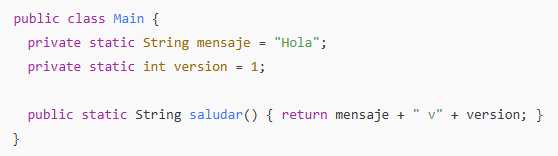 public class Main {
  private static String mensaje = "Hola";
  private static int version = 1;

  public static String saludar() { return mensaje + " v" + version; }
}